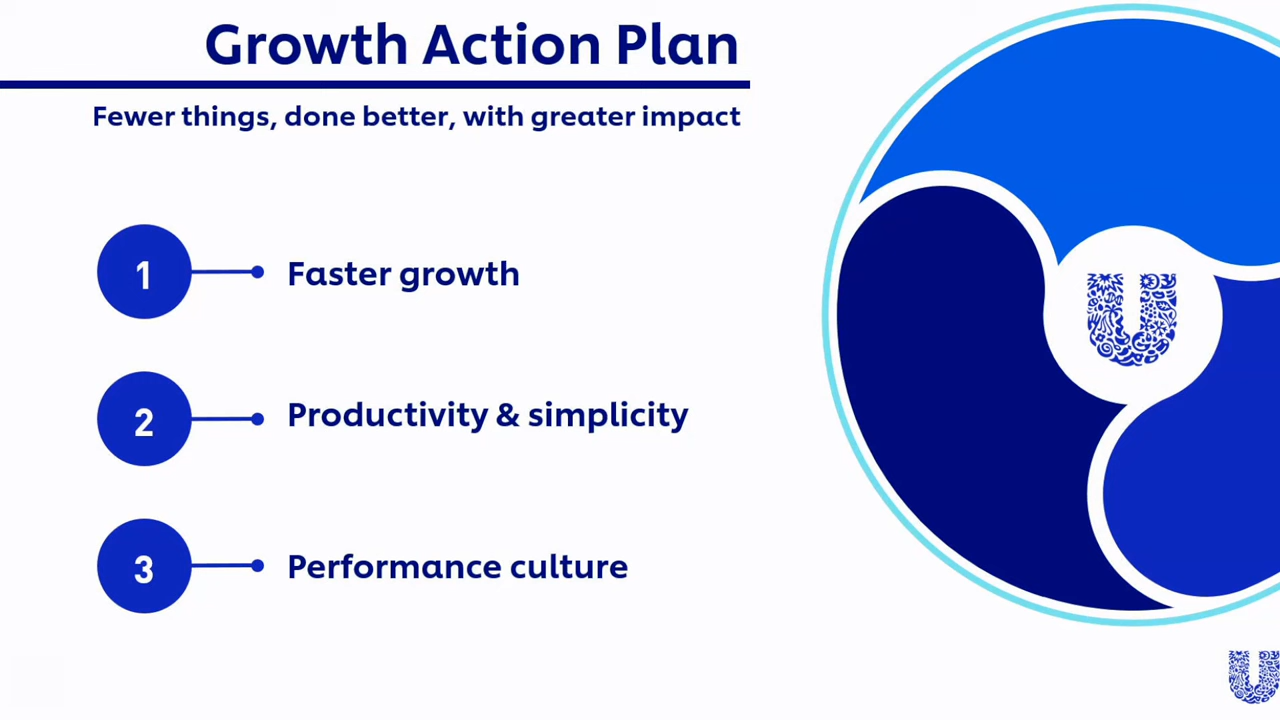 Growth Action Plan
Fewer things, done better, with greater impact
1
Faster growth
2
Productivity & simplicity
3
Performance culture